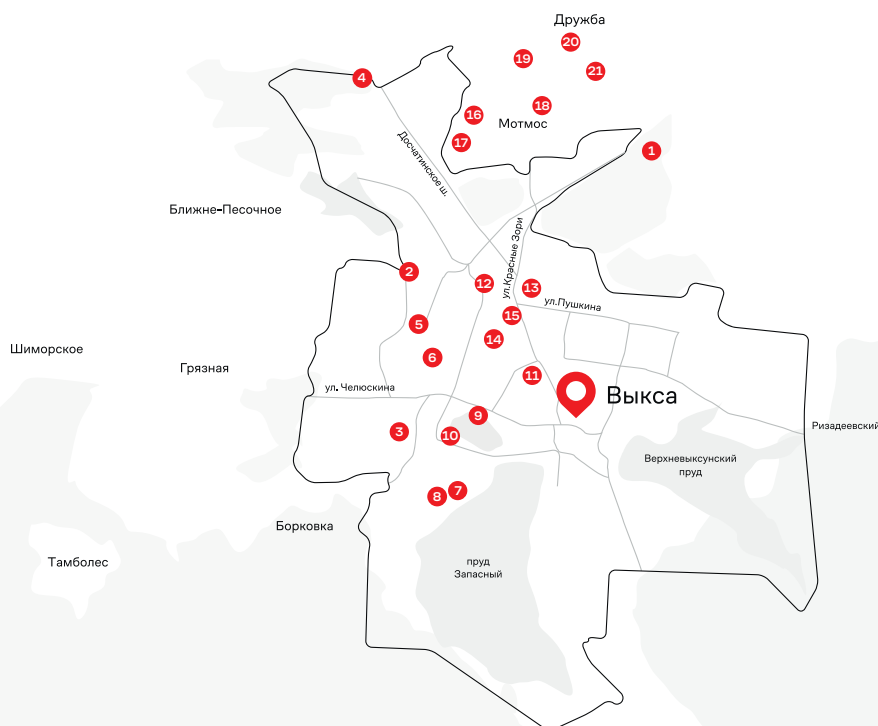 Дружба
20
19
21
4
18
16
Мотмос
17
1
Досчатинское ш.
Ближне-Песочное
ул.Красные Зори
2
12
13
ул.Пушкина
15
5
14
Шиморское
6
Грязная
11
ул. Челюскина
Выкса
9
Ризадеевский
3
10
Верхневыксунский
пруд
7
8
Борковка
пруд
Запасный
Тамболес